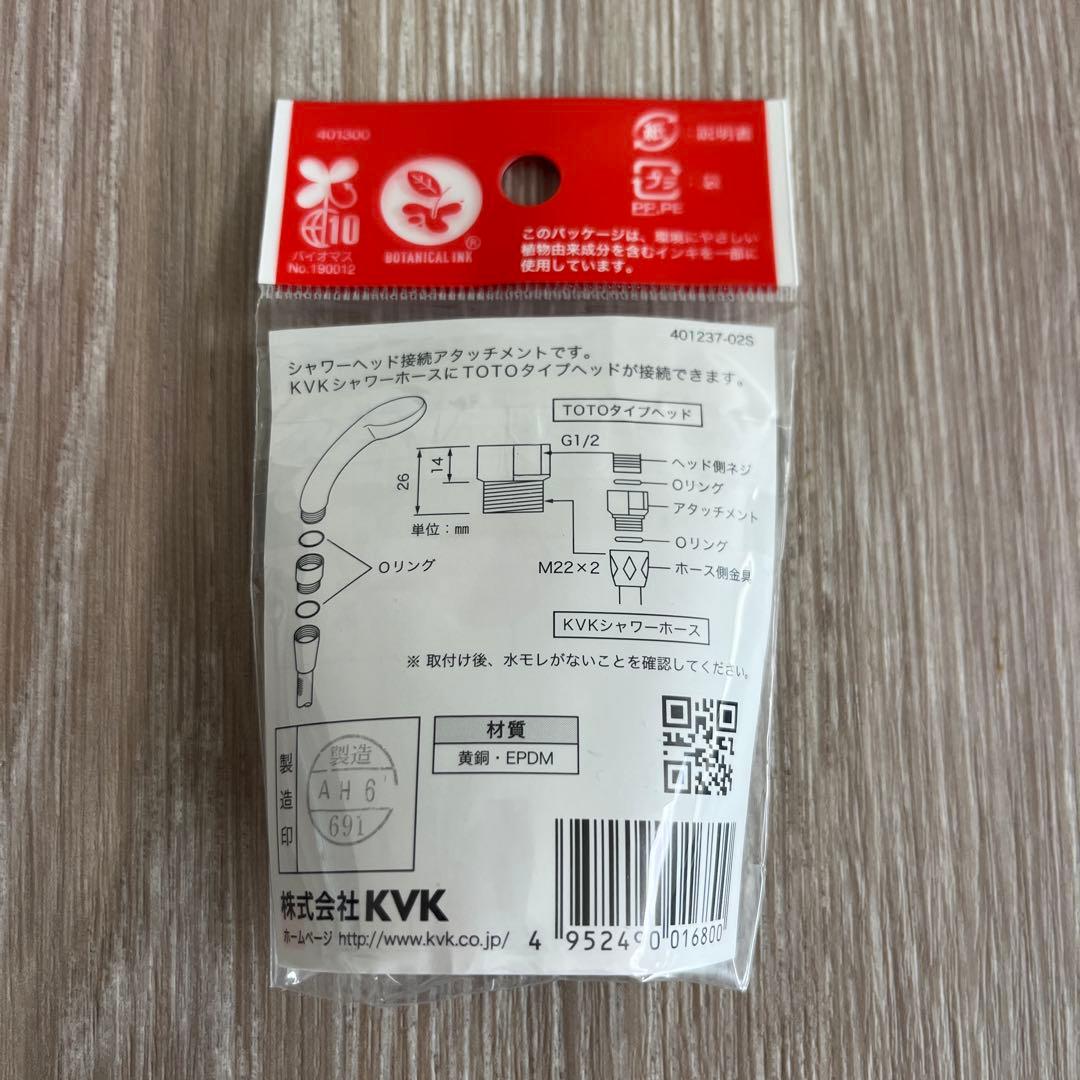 401300
紙：説明書
プラ：袋
PP,PE
10
バイオマス
No.190012
BOTANICAL INK®
このパッケージは、環境にやさしい
植物由来成分を含むインキを一部に
使用しています。
401237-02S
シャワーヘッド接続アタッチメントです。
KVKシャワーホースにTOTOタイプヘッドが接続できます。
TOTOタイプヘッド
G1/2
ヘッド側ネジ
Oリング
アタッチメント
Oリング
ホース側金具
M22×2
KVKシャワーホース
26
14
単位：㎜
Oリング
※ 取付け後、水モレがないことを確認してください。
製造印
製造
AH6
691
材質
黄銅・EPDM
株式会社KVK
ホームページ http://www.kvk.co.jp/
4 952490 016800